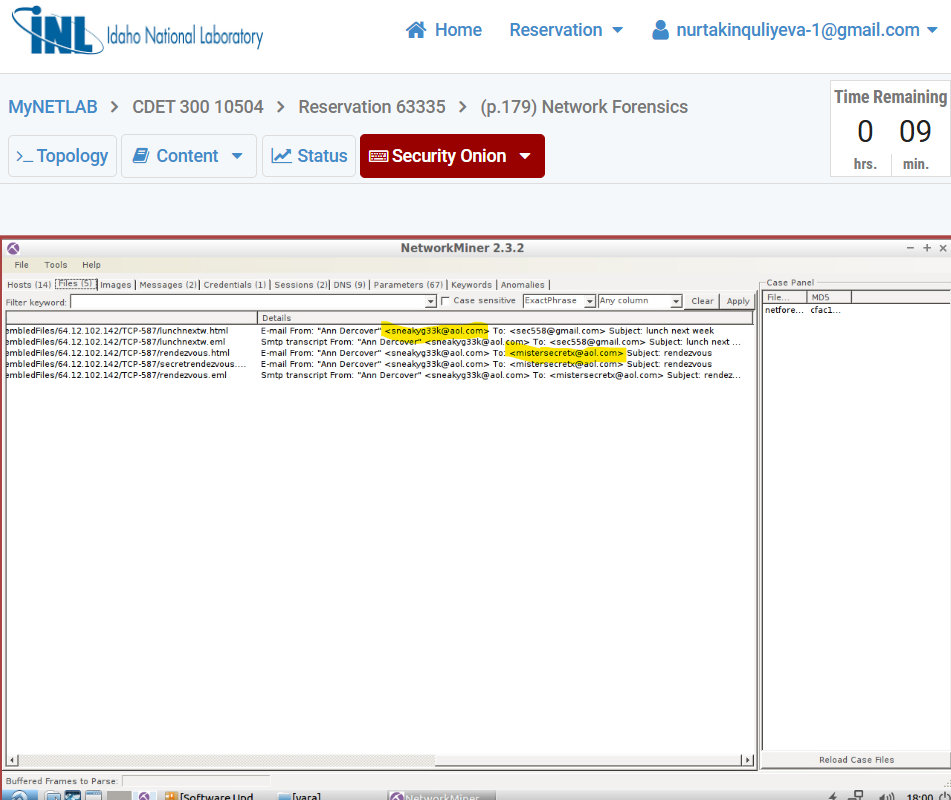 INL Idaho National Laboratory
Home Reservation nurtakinquliyeva-1@gmail.com
MyNETLAB > CDET 300 10504 > Reservation 63335 > (p.179) Network Forensics
Time Remaining
0 09
hrs. min.
>_ Topology Content Status Security Onion
NetworkMiner 2.3.2
File Tools Help
Hosts (14) Files (5) Images Messages (2) Credentials (1) Sessions (2) DNS (9) Parameters (67) Keywords Anomalies
Filter keyword: Case sensitive ExactPhrase Any column Clear Apply
Details
embledFiles/64.12.102.142/TCP-587/lunchnextw.html E-mail From: "Ann Dercover" <sneakyg33k@aol.com> To: <sec558@gmail.com> Subject: lunch next week
embledFiles/64.12.102.142/TCP-587/lunchnextw.eml Smtp transcript From: "Ann Dercover" <sneakyg33k@aol.com> To: <sec558@gmail.com> Subject: lunch next ...
embledFiles/64.12.102.142/TCP-587/rendezvous.html E-mail From: "Ann Dercover" <sneakyg33k@aol.com> To: <mistersecretx@aol.com> Subject: rendezvous
embledFiles/64.12.102.142/TCP-587/secretrendezvous.... E-mail From: "Ann Dercover" <sneakyg33k@aol.com> To: <mistersecretx@aol.com> Subject: rendezvous
embledFiles/64.12.102.142/TCP-587/rendezvous.eml Smtp transcript From: "Ann Dercover" <sneakyg33k@aol.com> To: <mistersecretx@aol.com> Subject: rendez...
Case Panel
File... MD5
netfore... cfac1...
Reload Case Files
Buffered Frames to Parse:
[Software Upd [yara] NetworkMiner 18:00